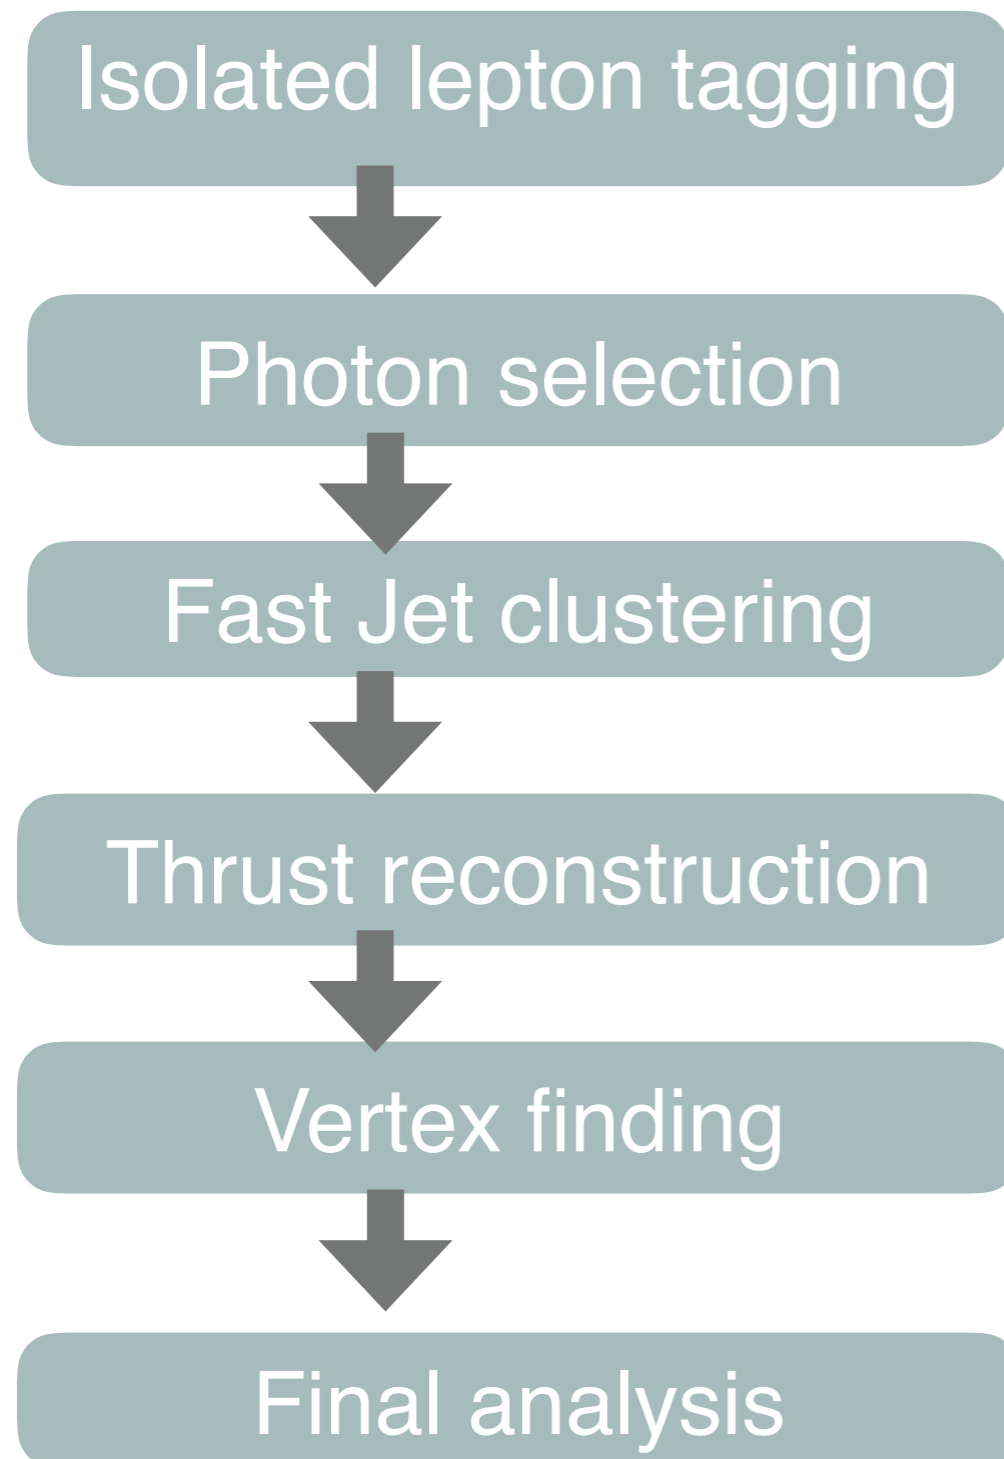 Isolated lepton tagging
Photon selection
Fast Jet clustering
Thrust reconstruction
Vertex finding
Final analysis